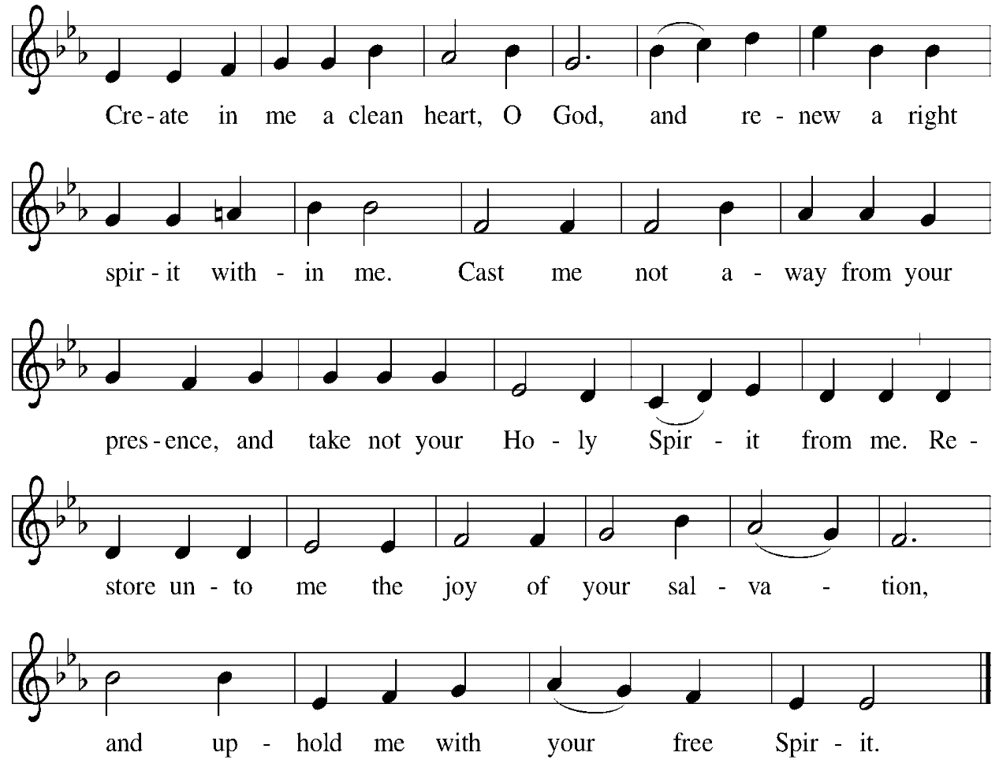 Cre - ate in me a clean heart, O God, and re - new a right
spir - it with - in me. Cast me not a - way from your
pres - ence, and take not your Ho - ly Spir - it from me. Re -
store un - to me the joy of your sal - va - tion,
and up - hold me with your free Spir - it.